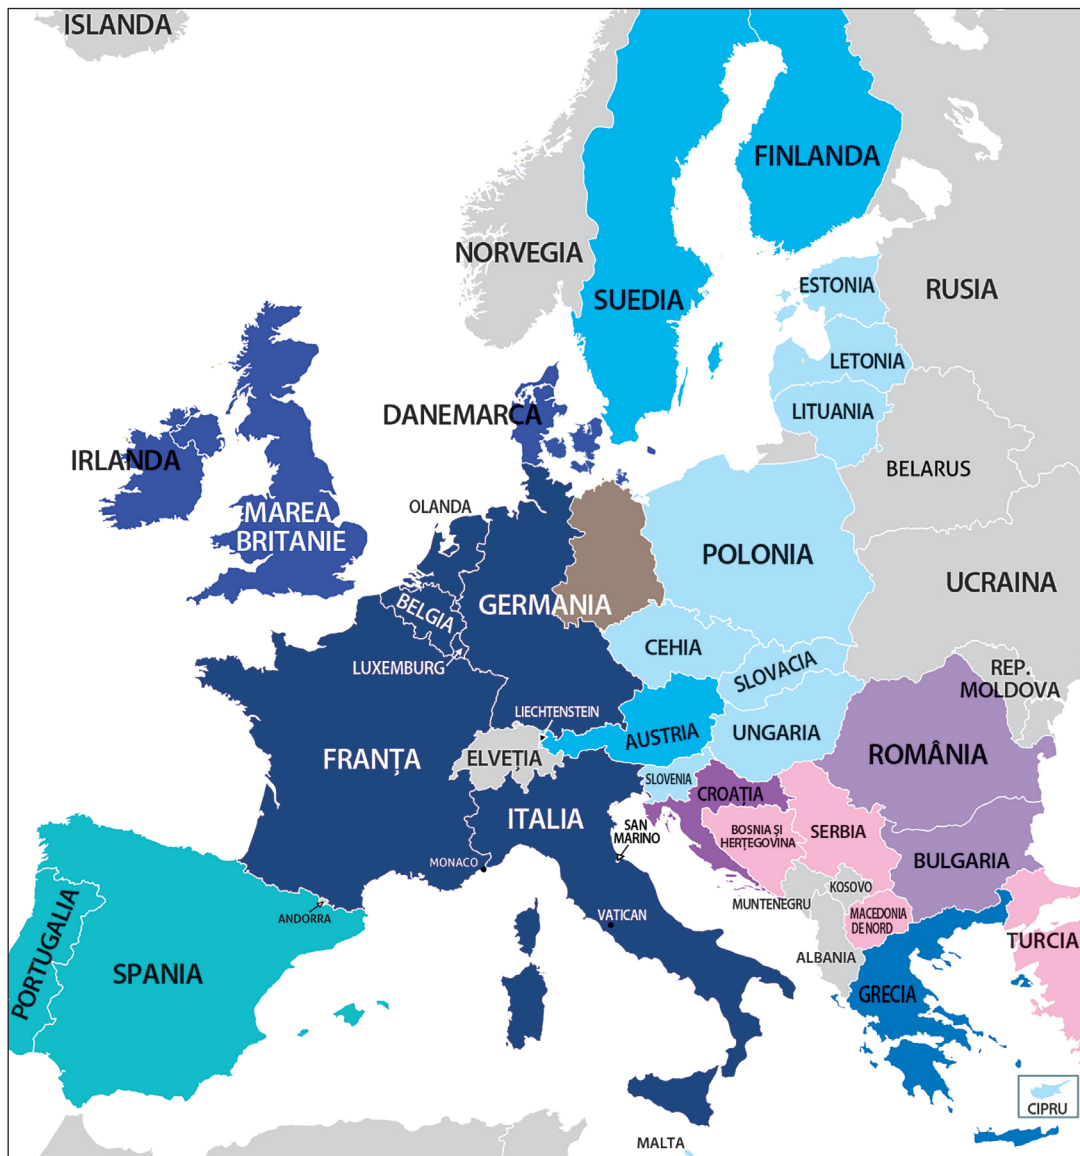 ISLANDA
FINLANDA
NORVEGIA
SUEDIA
ESTONIA
RUSIA
LETONIA
LITUANIA
DANEMARCA
IRLANDA
BELARUS
OLANDA
MAREA
BRITANIE
POLONIA
UCRAINA
BELGIA
GERMANIA
CEHIA
LUXEMBURG
SLOVACIA
REP.
MOLDOVA
LIECHTENSTEIN
AUSTRIA
UNGARIA
FRANȚA
ELVEȚIA
ROMÂNIA
SLOVENIA
CROAȚIA
ITALIA
SAN
MARINO
BOSNIA ȘI
HERȚEGOVINA
SERBIA
BULGARIA
MONACO
KOSOVO
MUNTENEGRU
ANDORRA
VATICAN
MACEDONIA
DE NORD
TURCIA
PORTUGALIA
SPANIA
ALBANIA
GRECIA
CIPRU
MALTA